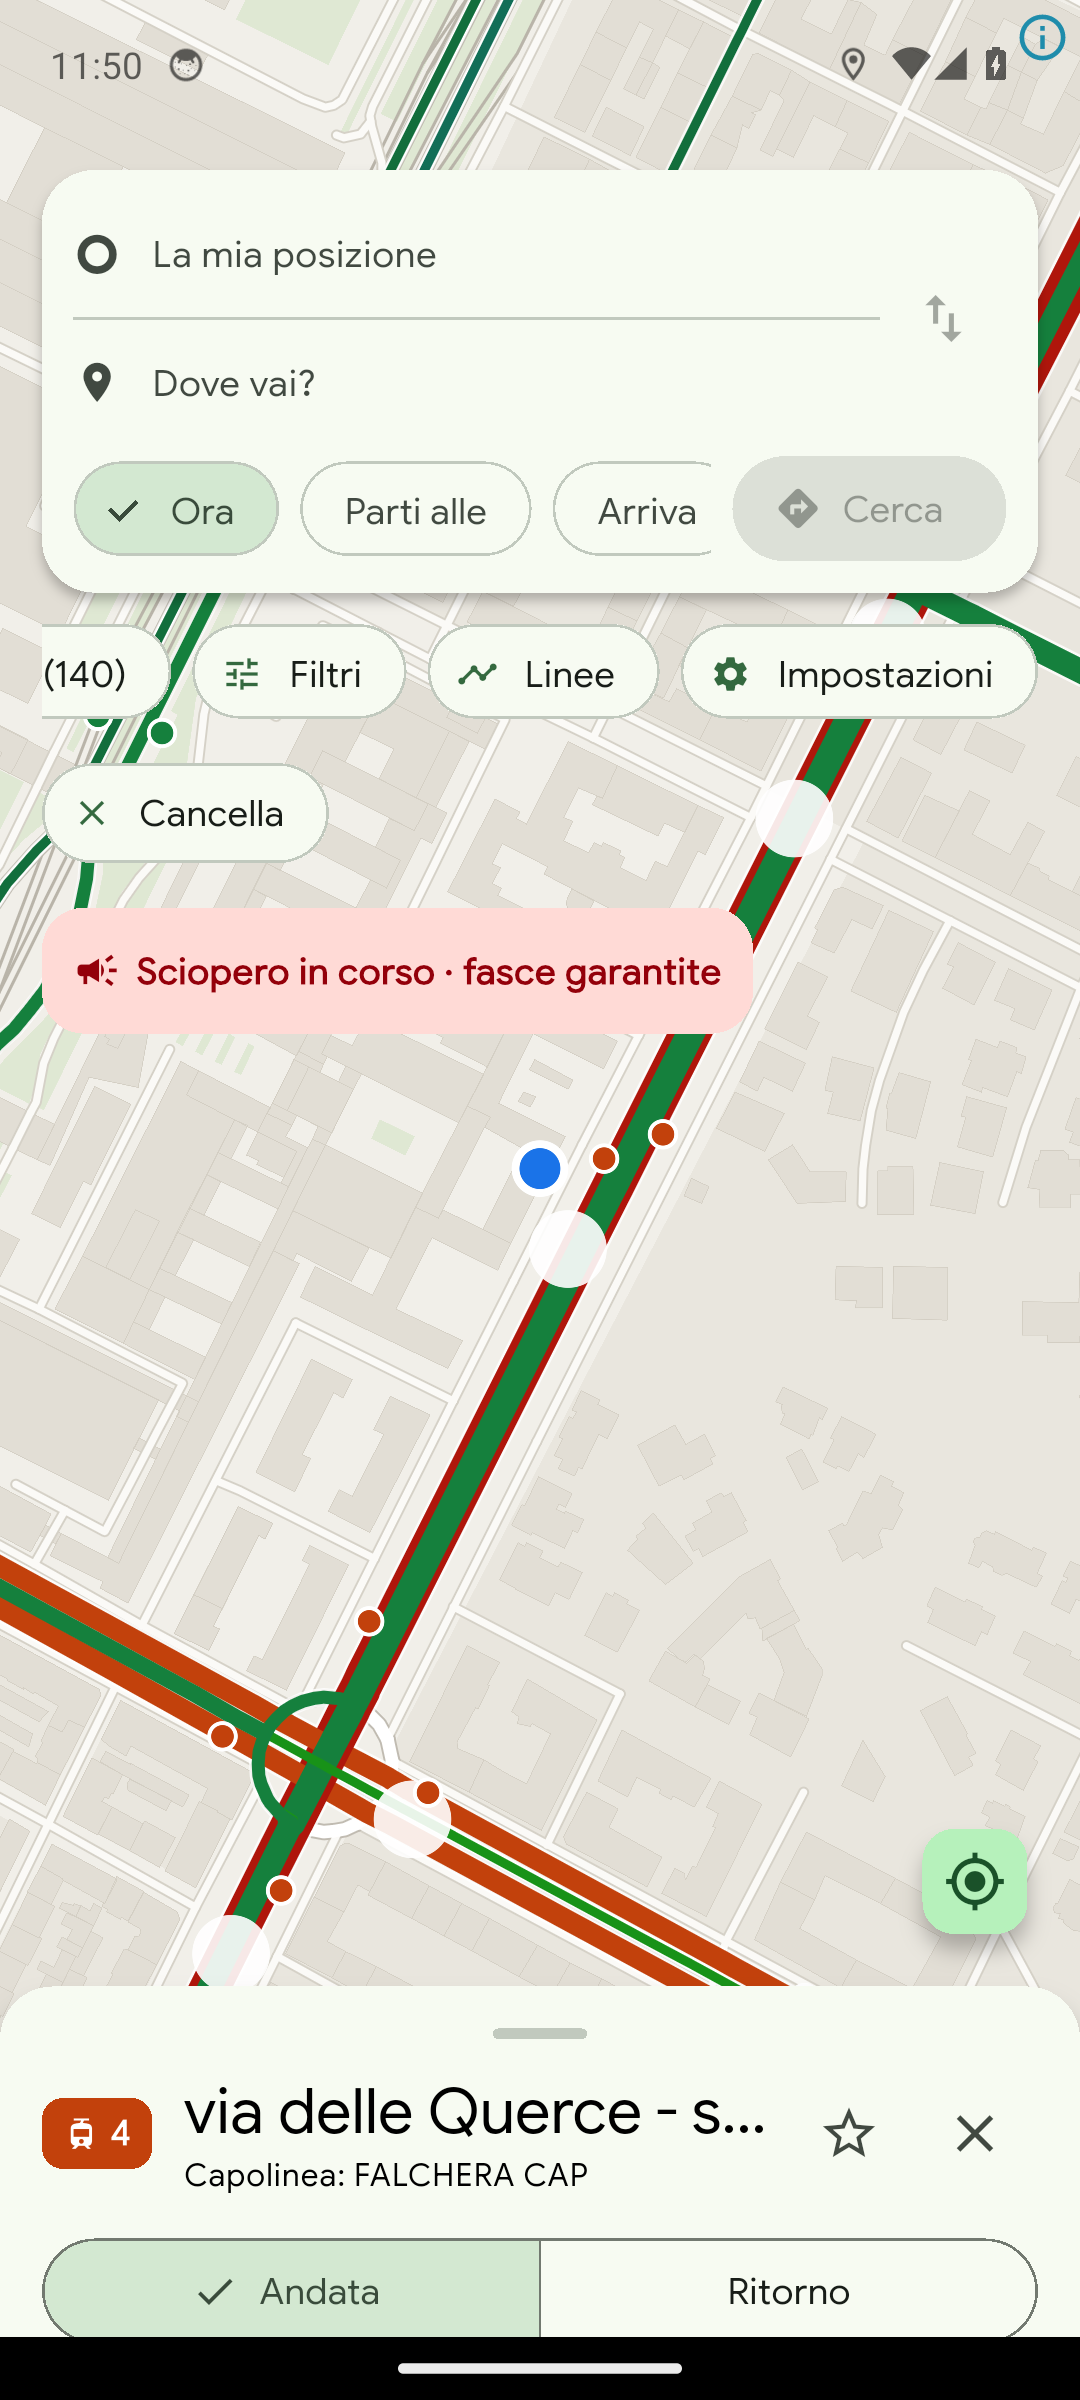 11:50
La mia posizione
Dove vai?
Ora
Parti alle
Arriva
Cerca
(140)
Filtri
Linee
Impostazioni
Cancella
Sciopero in corso · fasce garantite
4
via delle Querce - s...
Capolinea: FALCHERA CAP
Andata
Ritorno